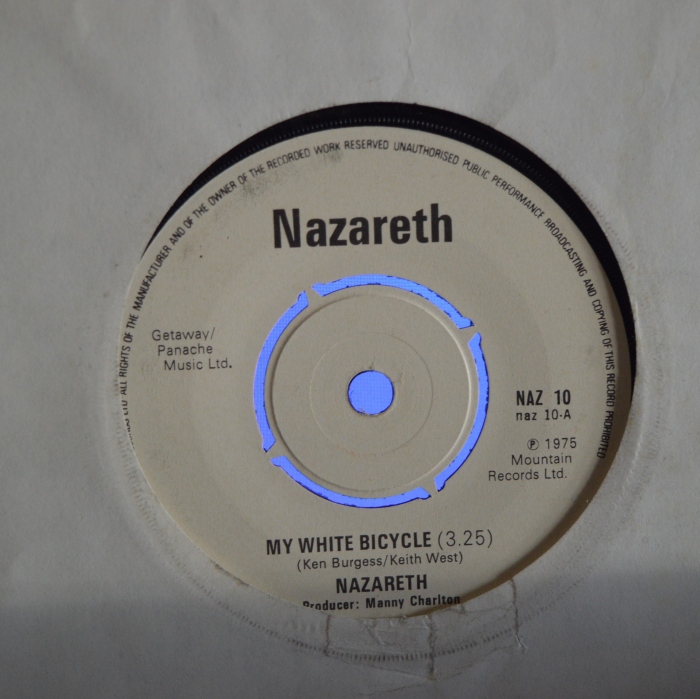 ALL RIGHTS OF THE MANUFACTURER AND OF THE OWNER OF THE RECORDED WORK RESERVED UNAUTHORISED PUBLIC PERFORMANCE BROADCASTING AND COPYING OF THIS RECORD PROHIBITED
Nazareth
Getaway/
Panache
Music Ltd.
NAZ 10
naz 10-A
℗ 1975
Mountain
Records Ltd.
MY WHITE BICYCLE (3.25)
(Ken Burgess/Keith West)
NAZARETH
Producer: Manny Charlton